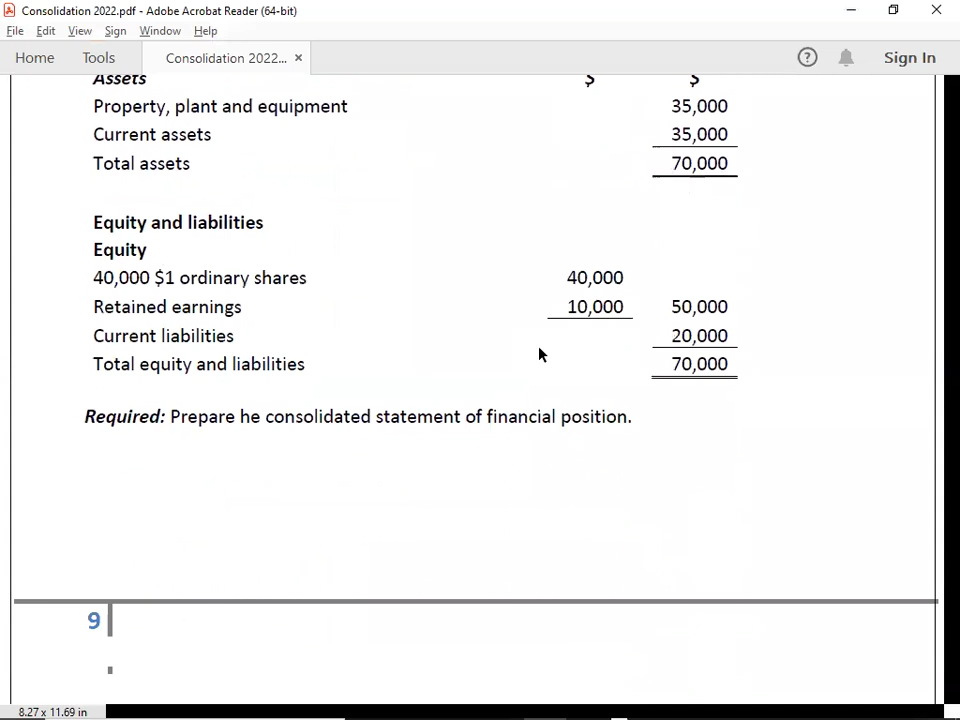 Consolidation 2022.pdf - Adobe Acrobat Reader (64-bit)
File Edit View Sign Window Help
Home Tools Consolidation 2022... × ? Sign In
Assets $ $
Property, plant and equipment 35,000
Current assets 35,000
Total assets 70,000
Equity and liabilities
Equity
40,000 $1 ordinary shares 40,000
Retained earnings 10,000 50,000
Current liabilities 20,000
Total equity and liabilities 70,000
Required: Prepare he consolidated statement of financial position.
9
8.27 x 11.69 in